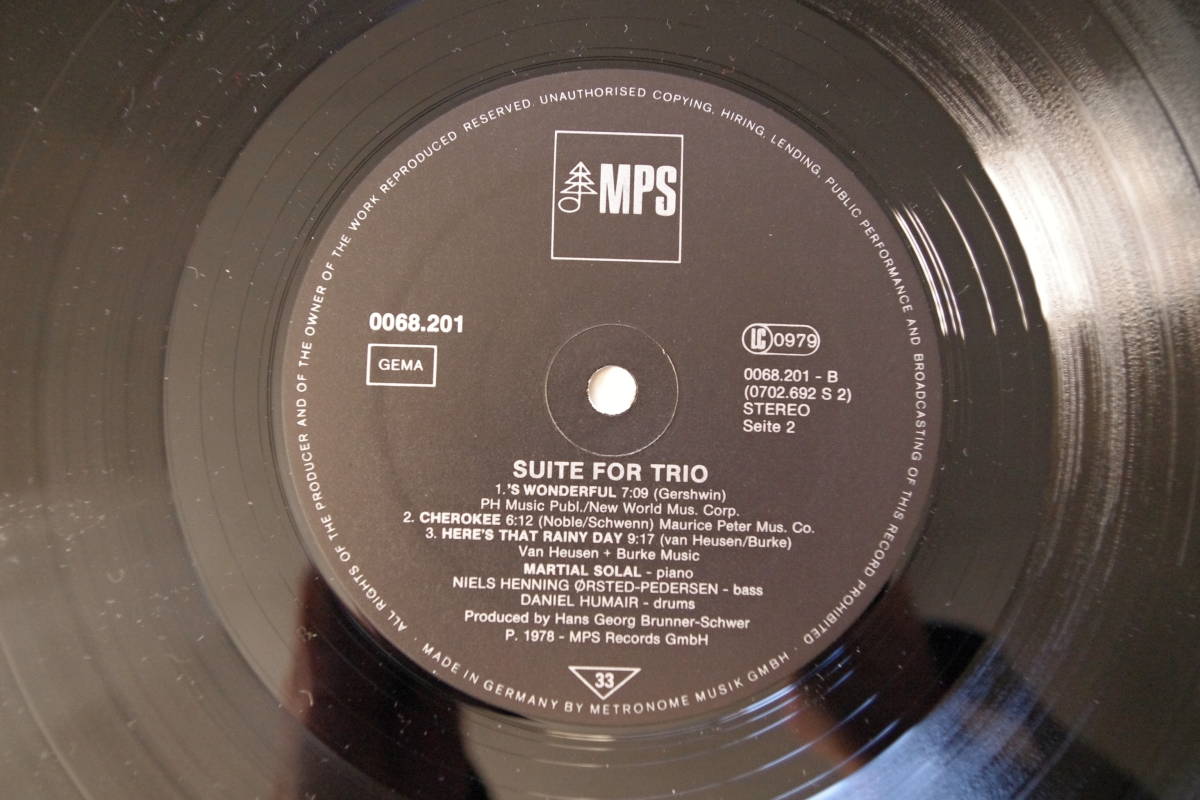 ALL RIGHTS OF THE PRODUCER AND OF THE OWNER OF THE WORK REPRODUCED RESERVED. UNAUTHORISED COPYING, HIRING, LENDING, PUBLIC PERFORMANCE AND BROADCASTING OF THIS RECORD PROHIBITED ·
MPS
0068.201
GEMA
LC 0979
0068.201 - B
(0702.692 S 2)
STEREO
Seite 2
SUITE FOR TRIO
1.'S WONDERFUL 7:09 (Gershwin)
PH Music Publ./New World Mus. Corp.
2. CHEROKEE 6:12 (Noble/Schwenn) Maurice Peter Mus. Co.
3. HERE'S THAT RAINY DAY 9:17 (van Heusen/Burke)
Van Heusen + Burke Music
MARTIAL SOLAL - piano
NIELS HENNING ØRSTED-PEDERSEN - bass
DANIEL HUMAIR - drums
Produced by Hans Georg Brunner-Schwer
P. 1978 - MPS Records GmbH
33
· MADE IN GERMANY BY METRONOME MUSIK GMBH ·